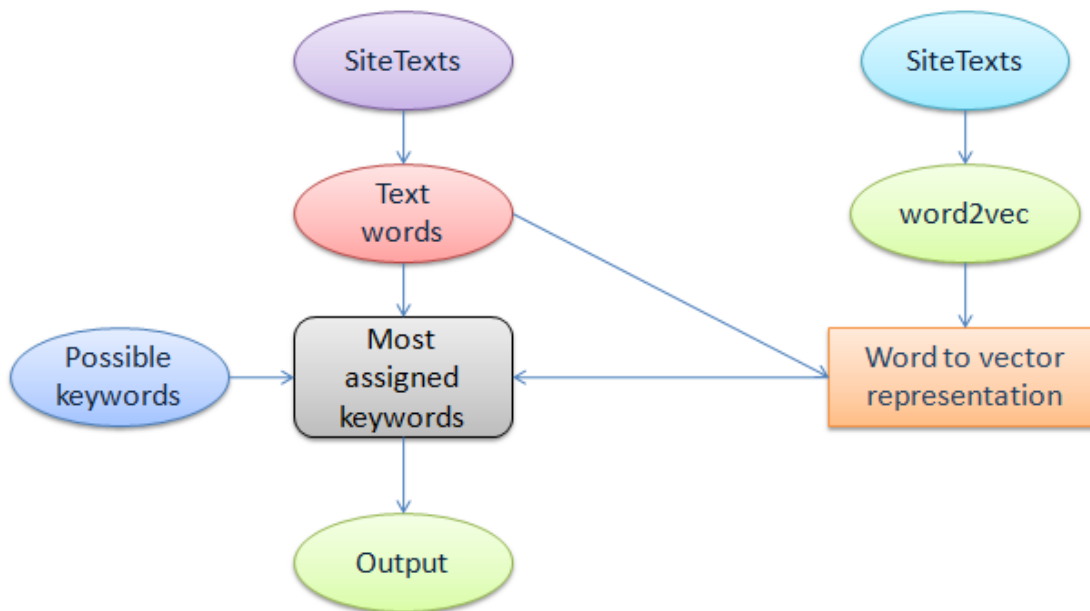 SiteTexts
SiteTexts
Text
words
word2vec
Possible
keywords
Most
assigned
keywords
Word to vector
representation
Output